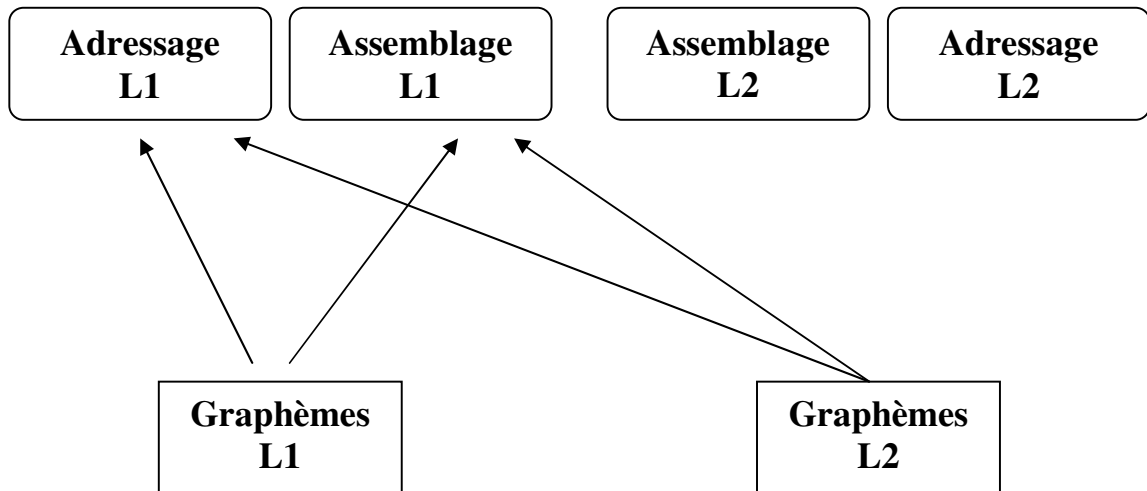 Adressage
L1
Assemblage
L1
Assemblage
L2
Adressage
L2
Graphèmes
L1
Graphèmes
L2